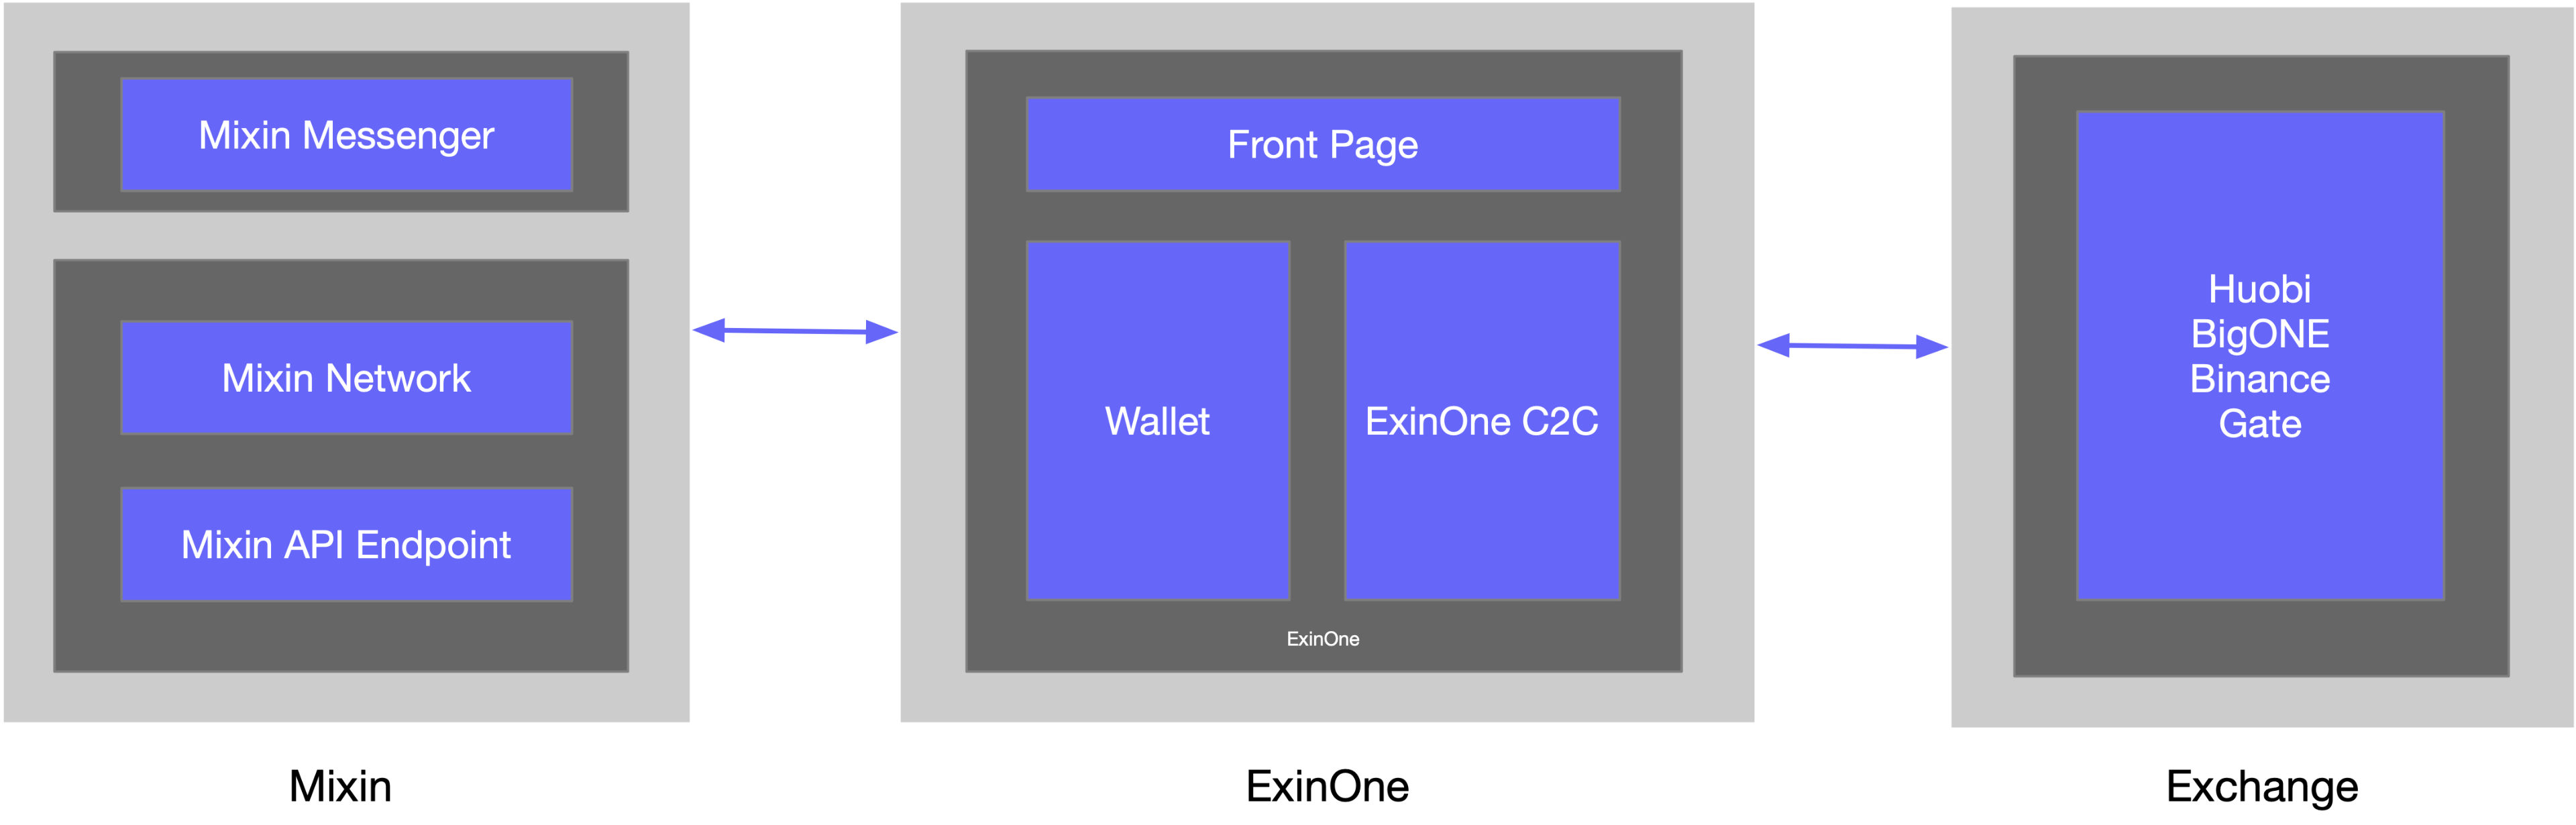 Mixin Messenger
Mixin Network
Mixin API Endpoint
Mixin
Front Page
Wallet
ExinOne C2C
ExinOne
ExinOne
Huobi
BigONE
Binance
Gate
Exchange